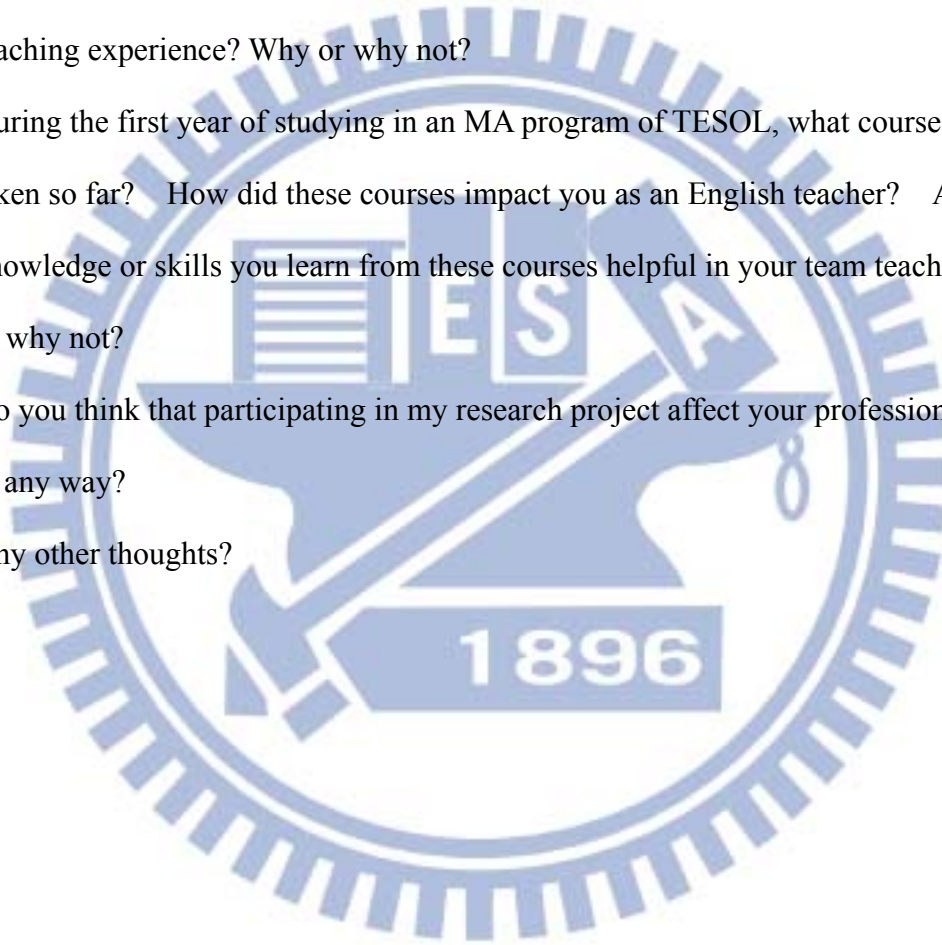 aching experience? Why or why not?
uring the first year of studying in an MA program of TESOL, what course
ken so far? How did these courses impact you as an English teacher? A
nowledge or skills you learn from these courses helpful in your team teach
why not?
o you think that participating in my research project affect your profession
any way?
ny other thoughts?
E S A
8
1896